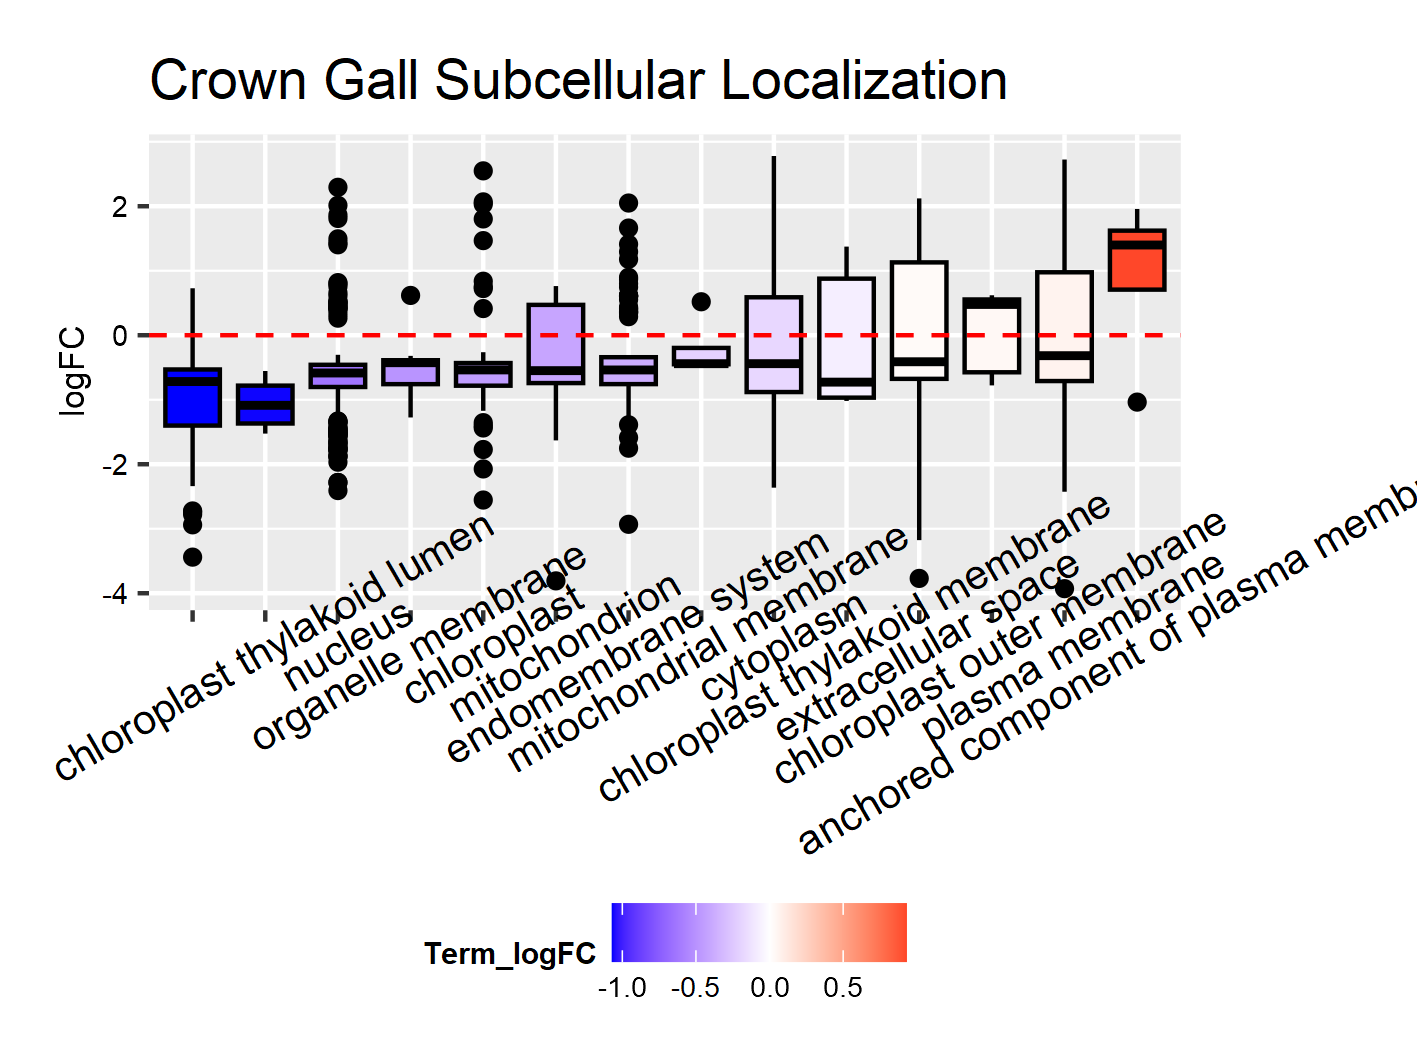 Crown Gall Subcellular Localization
logFC
2
0
-2
-4
chloroplast thylakoid lumen
nucleus
organelle membrane
chloroplast
mitochondrion
endomembrane system
mitochondrial membrane
cytoplasm
chloroplast thylakoid membrane
extracellular space
chloroplast outer membrane
plasma membrane
anchored component of plasma memb
Term_logFC
-1.0 -0.5 0.0 0.5